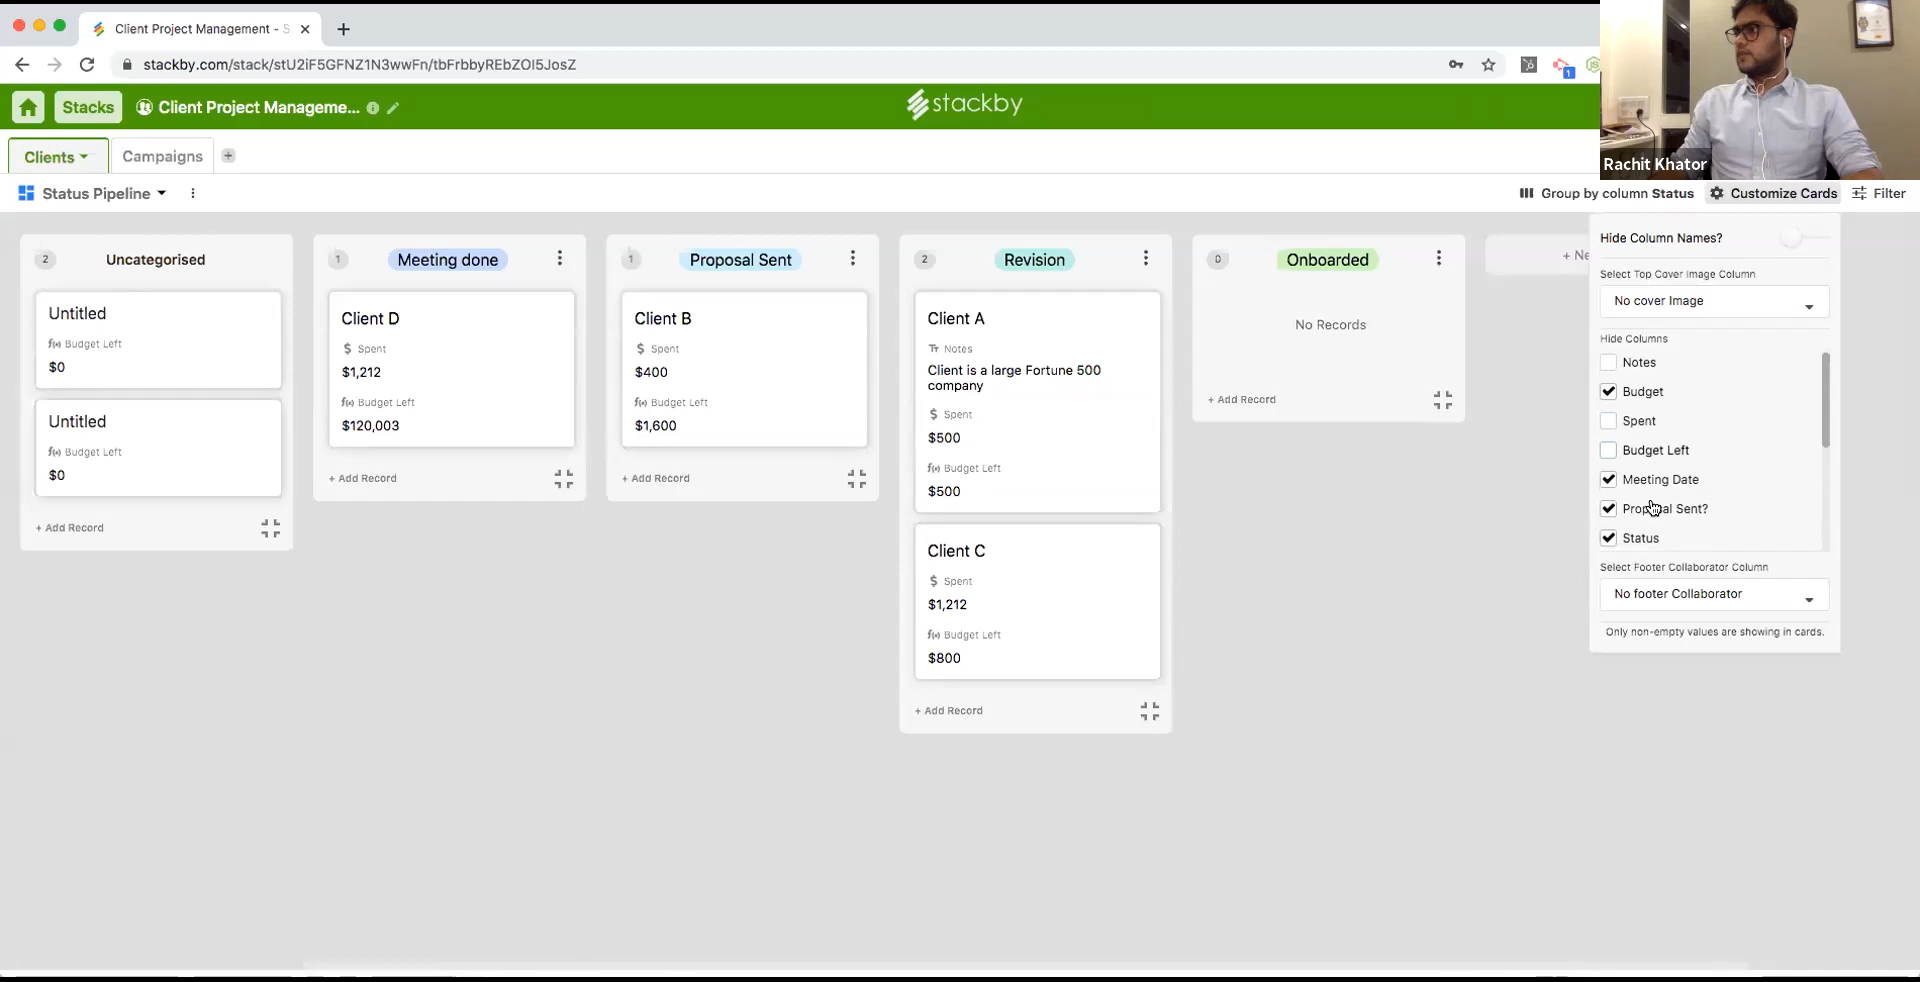 Client Project Management - S
stackby.com/stack/stU2iF5GFNZ1N3wwFn/tbFrbbyREbZOI5JosZ
1
Stacks
Client Project Manageme...
stackby
Rachit Khator
Clients
Campaigns
Status Pipeline
Group by column Status
Customize Cards
Filter
2
Uncategorised
Untitled
f(x) Budget Left
$0
Untitled
f(x) Budget Left
$0
+ Add Record
1
Meeting done
Client D
$ Spent
$1,212
f(x) Budget Left
$120,003
+ Add Record
1
Proposal Sent
Client B
$ Spent
$400
f(x) Budget Left
$1,600
+ Add Record
2
Revision
Client A
Tт Notes
Client is a large Fortune 500
company
$ Spent
$500
f(x) Budget Left
$500
Client C
$ Spent
$1,212
f(x) Budget Left
$800
+ Add Record
0
Onboarded
No Records
+ Add Record
+ Ne
Hide Column Names?
Select Top Cover Image Column
No cover Image
Hide Columns
Notes
Budget
Spent
Budget Left
Meeting Date
Proposal Sent?
Status
Select Footer Collaborator Column
No footer Collaborator
Only non-empty values are showing in cards.